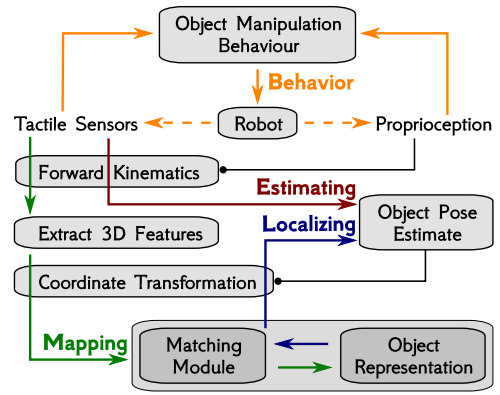 Object Manipulation
Behaviour
Behavior
Tactile Sensors
Robot
Proprioception
Forward Kinematics
Estimating
Object Pose
Estimate
Localizing
Extract 3D Features
Coordinate Transformation
Mapping
Matching
Module
Object
Representation